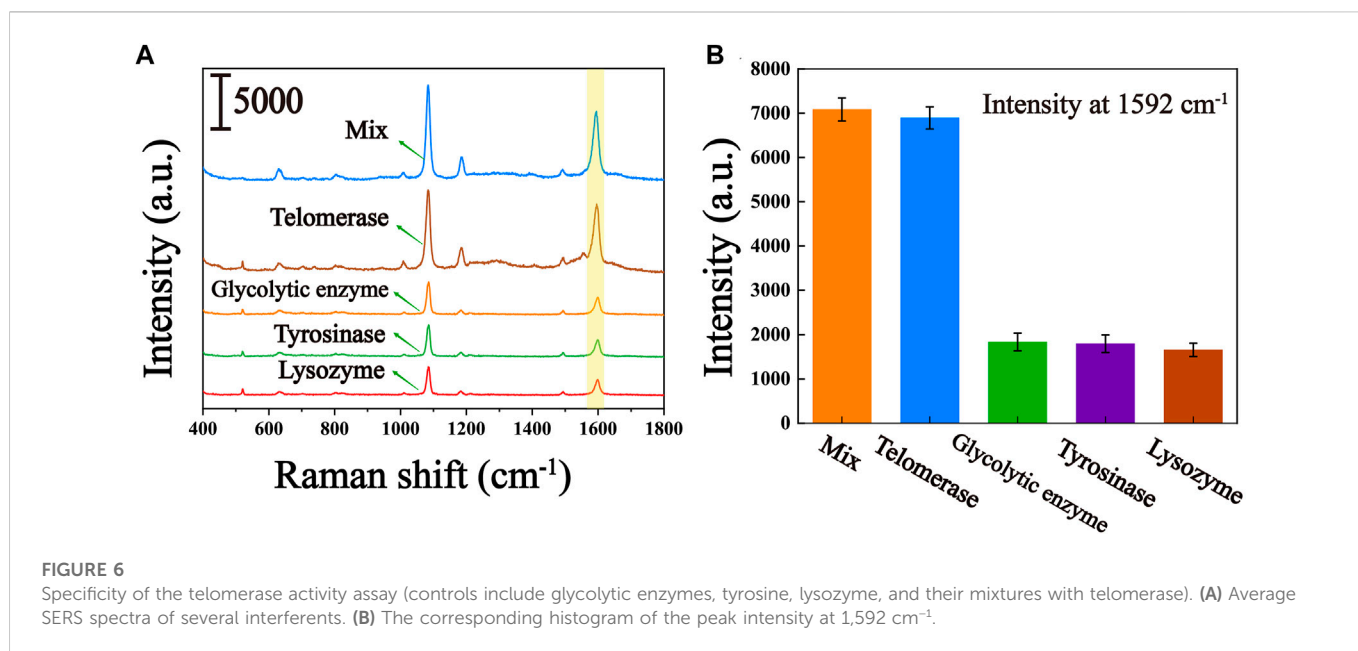 A
5000
Mix
Telomerase
Glycolytic enzyme
Tyrosinase
Lysozyme
Intensity (a.u.)
400 600 800 1000 1200 1400 1600 1800
Raman shift (cm⁻¹)
B
Intensity at 1592 cm⁻¹
8000
7000
6000
5000
4000
3000
2000
1000
0
Intensity (a.u.)
Mix
Telomerase
Glycolytic enzyme
Tyrosinase
Lysozyme
FIGURE 6
Specificity of the telomerase activity assay (controls include glycolytic enzymes, tyrosine, lysozyme, and their mixtures with telomerase). (A) Average
SERS spectra of several interferents. (B) The corresponding histogram of the peak intensity at 1,592 cm⁻¹.